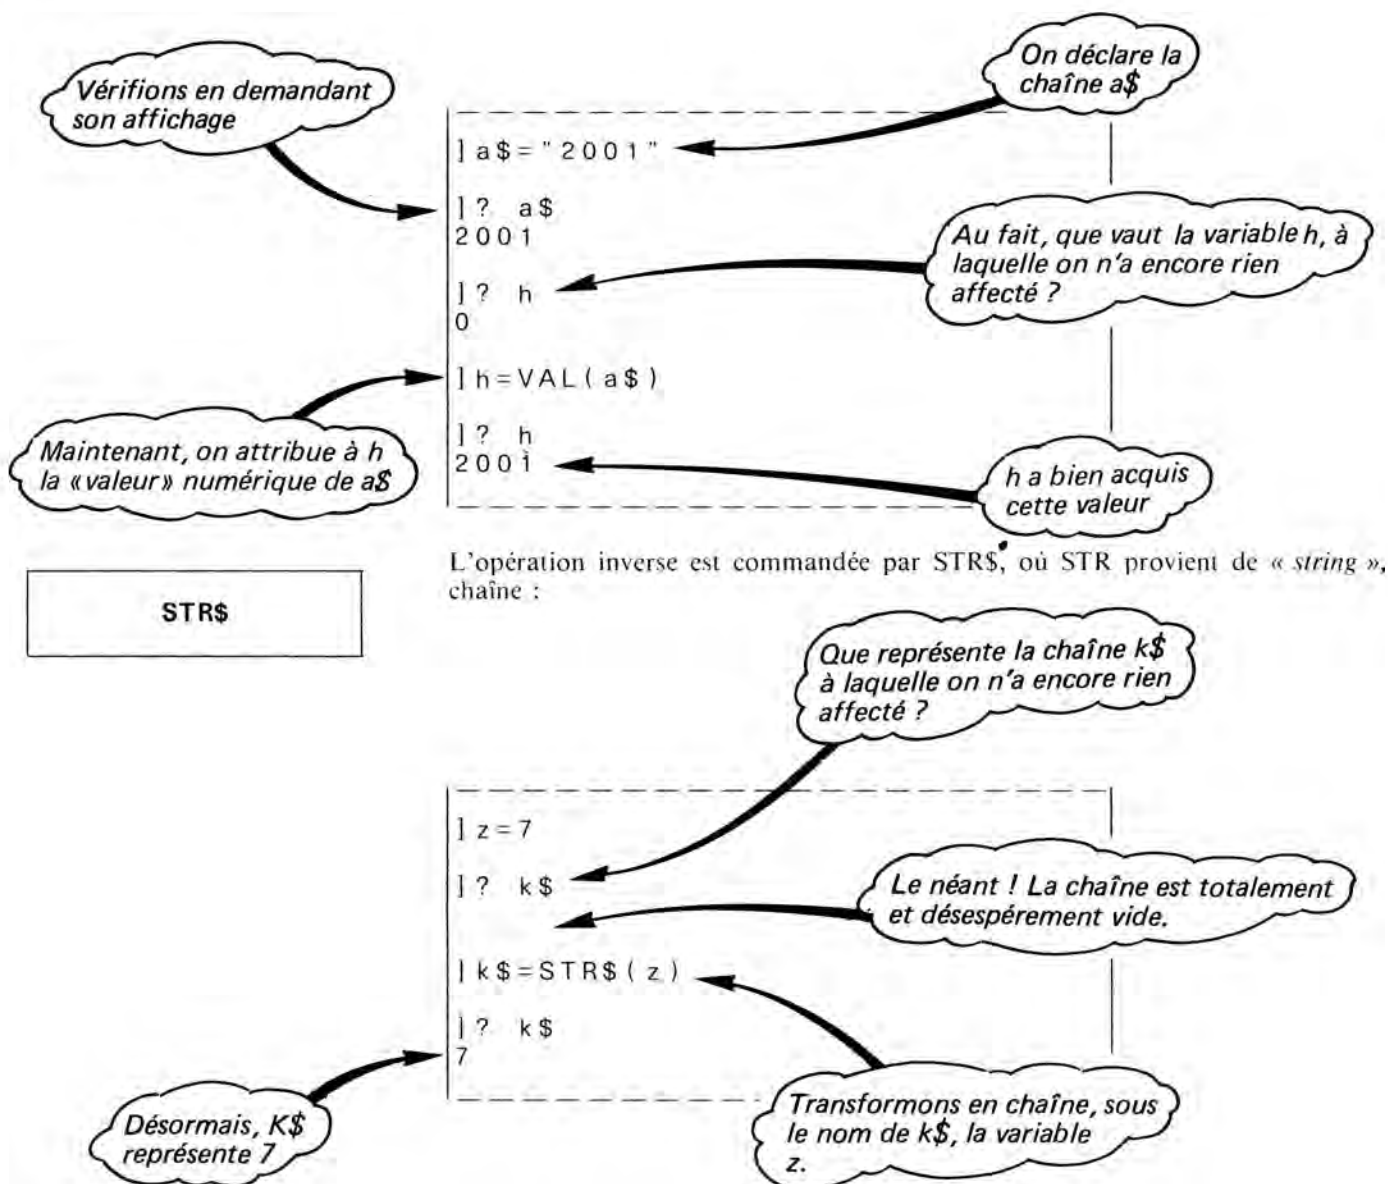 On déclare la
chaîne a$
Vérifions en demandant
son affichage
]a$="2001"
]? a$
2001
Au fait, que vaut la variable h, à
laquelle on n'a encore rien
affecté ?
]? h
0
]h=VAL(a$)
Maintenant, on attribue à h
la «valeur» numérique de a$
]? h
2001
h a bien acquis
cette valeur
L'opération inverse est commandée par STR$, où STR provient de « string »,
chaîne :
STR$
Que représente la chaîne k$
à laquelle on n'a encore rien
affecté ?
]z=7
]? k$
Le néant ! La chaîne est totalement
et désespérement vide.
]k$=STR$(z)
]? k$
7
Transformons en chaîne, sous
le nom de k$, la variable
z.
Désormais, K$
représente 7